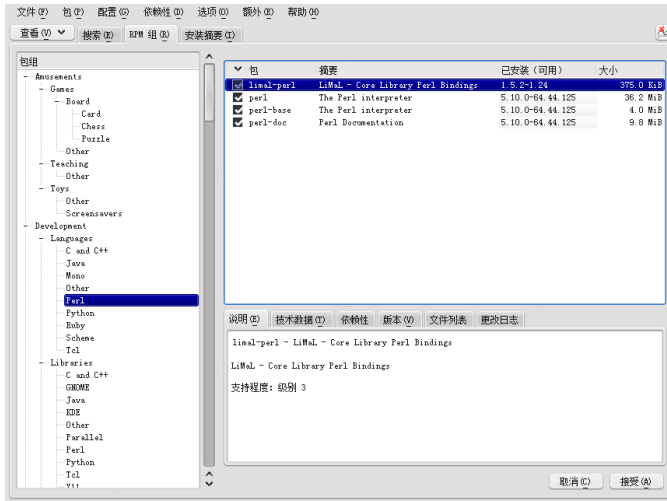 文件(F) 包(P) 配置(G) 依赖性(D) 选项(O) 额外(E) 帮助(H)
查看(V) 搜索(R) RPM 组(R) 安装摘要(I)
包组
Amusements
Games
Board
Card
Chess
Puzzle
Other
Teaching
Other
Toys
Other
Screensavers
Development
Languages
C and C++
Java
Mono
Other
Perl
Python
Ruby
Scheme
Tcl
Libraries
C and C++
GNOME
Java
KDE
Other
Parallel
Perl
Python
Tcl
X11
包 摘要 已安装 (可用) 大小
limal-perl LiMaL - Core Library Perl Bindings 1.5.2-1.24 375.0 KiB
perl The Perl interpreter 5.10.0-64.44.125 36.2 MiB
perl-base The Perl interpreter 5.10.0-64.44.125 4.0 MiB
perl-doc Perl Documentation 5.10.0-64.44.125 9.8 MiB
说明(E) 技术数据(T) 依赖性 版本(V) 文件列表 更改日志
limal-perl - LiMaL - Core Library Perl Bindings
LiMaL - Core Library Perl Bindings
支持程度: 级别 3
取消(C) 接受(A)